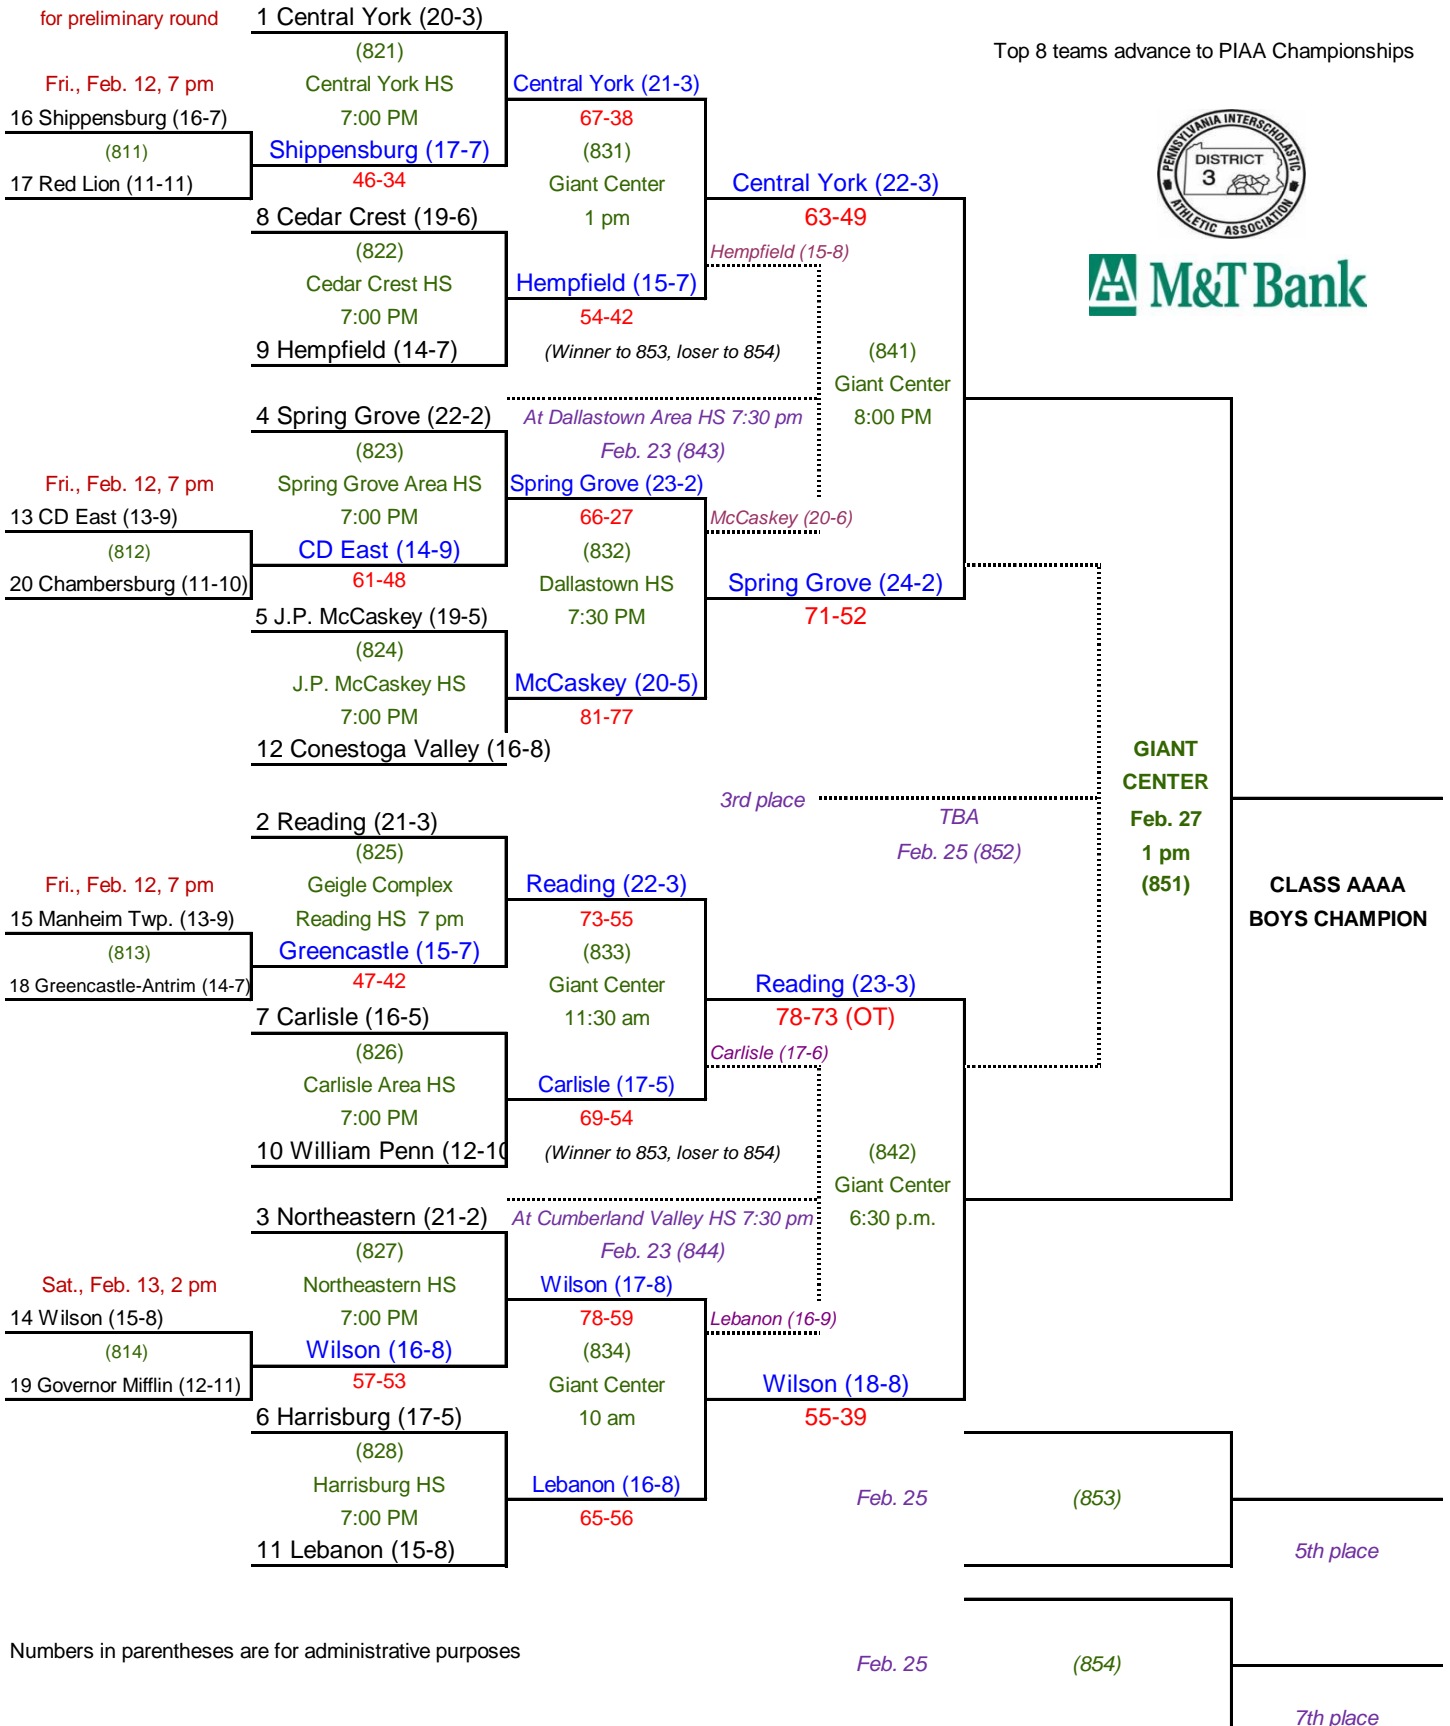 for preliminary round
1 Central York (20-3)
(821)
Top 8 teams advance to PIAA Championships
Fri., Feb. 12, 7 pm
Central York HS
Central York (21-3)
16 Shippensburg (16-7)
7:00 PM
67-38
(811)
Shippensburg (17-7)
(831)
17 Red Lion (11-11)
46-34
Giant Center
Central York (22-3)
8 Cedar Crest (19-6)
1 pm
63-49
(822)
Hempfield (15-8)
Cedar Crest HS
Hempfield (15-7)
7:00 PM
54-42
9 Hempfield (14-7)
(Winner to 853, loser to 854)
(841)
Giant Center
4 Spring Grove (22-2)
At Dallastown Area HS 7:30 pm
8:00 PM
(823)
Feb. 23 (843)
Fri., Feb. 12, 7 pm
Spring Grove Area HS
Spring Grove (23-2)
13 CD East (13-9)
7:00 PM
66-27
McCaskey (20-6)
(812)
CD East (14-9)
(832)
20 Chambersburg (11-10)
61-48
Dallastown HS
Spring Grove (24-2)
5 J.P. McCaskey (19-5)
7:30 PM
71-52
(824)
J.P. McCaskey HS
McCaskey (20-5)
7:00 PM
81-77
12 Conestoga Valley (16-8)
GIANT
CENTER
3rd place
TBA
Feb. 27
2 Reading (21-3)
(825)
Feb. 25 (852)
1 pm
Fri., Feb. 12, 7 pm
Geigle Complex
Reading (22-3)
(851)
CLASS AAAA
15 Manheim Twp. (13-9)
Reading HS 7 pm
73-55
BOYS CHAMPION
(813)
Greencastle (15-7)
(833)
18 Greencastle-Antrim (14-7)
47-42
Giant Center
Reading (23-3)
7 Carlisle (16-5)
11:30 am
78-73 (OT)
(826)
Carlisle (17-6)
Carlisle Area HS
Carlisle (17-5)
7:00 PM
69-54
10 William Penn (12-10
(Winner to 853, loser to 854)
(842)
Giant Center
3 Northeastern (21-2)
At Cumberland Valley HS 7:30 pm
6:30 p.m.
(827)
Feb. 23 (844)
Sat., Feb. 13, 2 pm
Northeastern HS
Wilson (17-8)
14 Wilson (15-8)
7:00 PM
78-59
Lebanon (16-9)
(814)
Wilson (16-8)
(834)
19 Governor Mifflin (12-11)
57-53
Giant Center
Wilson (18-8)
6 Harrisburg (17-5)
10 am
55-39
(828)
Harrisburg HS
Lebanon (16-8)
Feb. 25
(853)
7:00 PM
65-56
11 Lebanon (15-8)
5th place
Numbers in parentheses are for administrative purposes
Feb. 25
(854)
7th place
PENNSYLVANIA INTERSCHOLASTIC
DISTRICT
3
ATHLETIC ASSOCIATION
M&T Bank